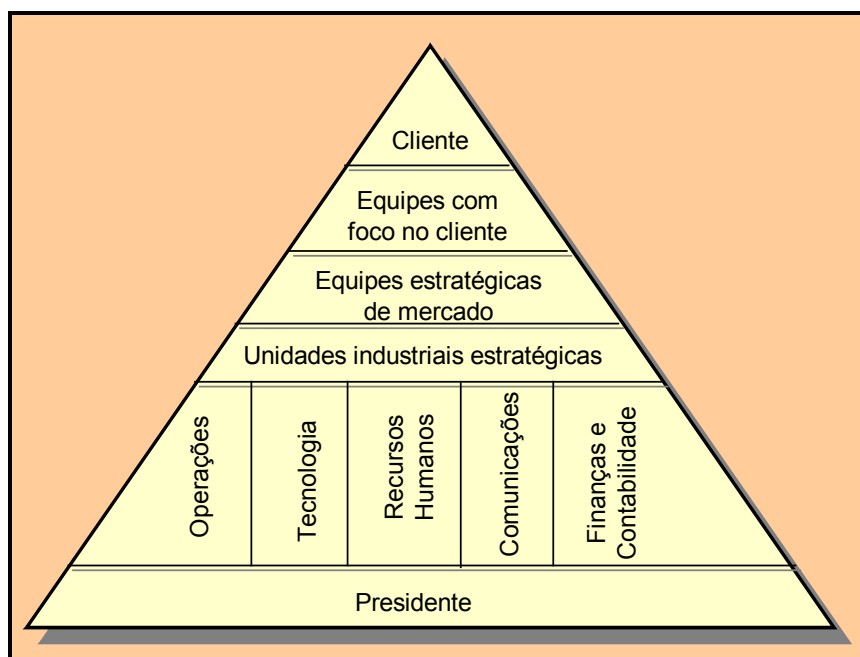 Cliente
Equipes com
foco no cliente
Equipes estratégicas
de mercado
Unidades industriais estratégicas
Operações
Tecnologia
Recursos
Humanos
Comunicações
Finanças e
Contabilidade
Presidente